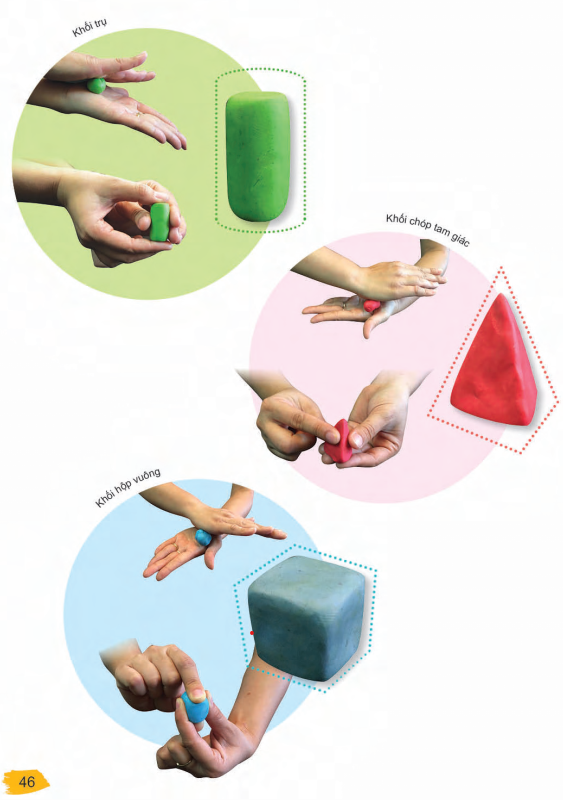 Khối trụ
Khối chóp tam giác
Khối hộp vuông
46